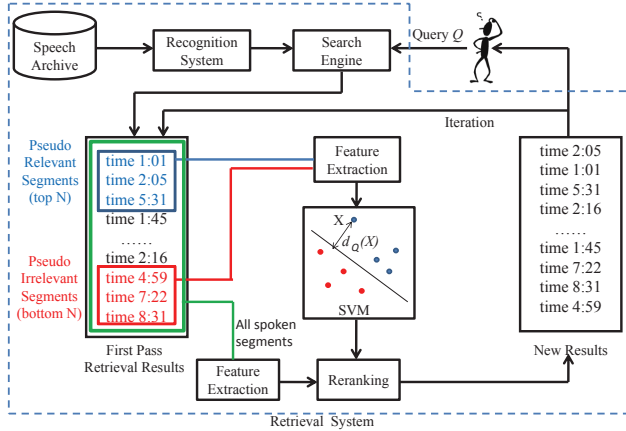 Speech
Archive
Recognition
System
Search
Engine
Query Q
Iteration
Pseudo
Relevant
Segments
(top N)
time 1:01
time 2:05
time 5:31
time 1:45
......
time 2:16
time 4:59
time 7:22
time 8:31
Pseudo
Irrelevant
Segments
(bottom N)
First Pass
Retrieval Results
Feature
Extraction
X
d_Q(X)
SVM
All spoken
segments
Feature
Extraction
Reranking
time 2:05
time 1:01
time 5:31
time 2:16
......
time 1:45
time 7:22
time 8:31
time 4:59
New Results
Retrieval System